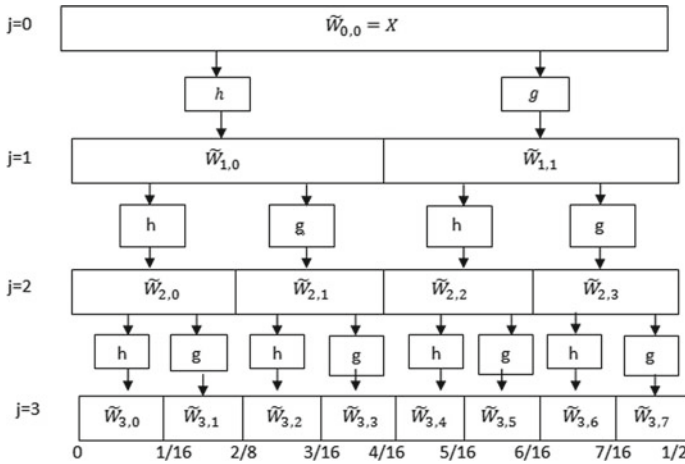 j=0 W̃0,0 = X
h g
j=1 W̃1,0 W̃1,1
h g h g
j=2 W̃2,0 W̃2,1 W̃2,2 W̃2,3
h g h g h g h g
j=3 W̃3,0 W̃3,1 W̃3,2 W̃3,3 W̃3,4 W̃3,5 W̃3,6 W̃3,7
0 1/16 2/8 3/16 4/16 5/16 6/16 7/16 1/2